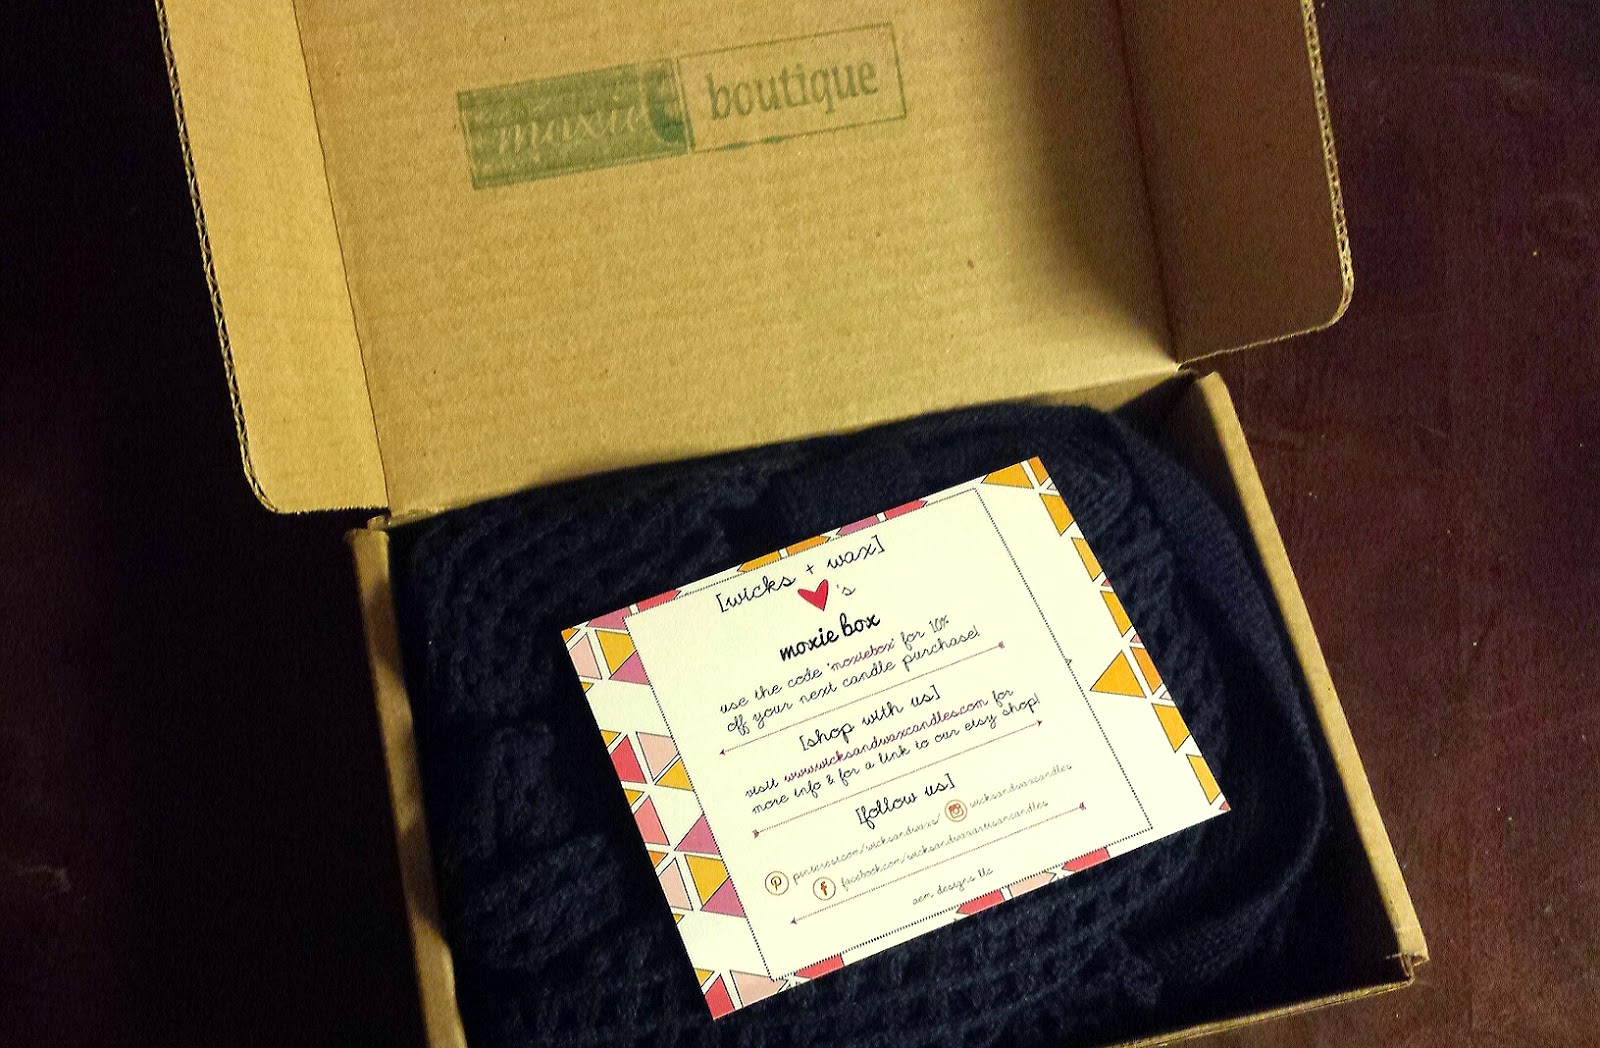 moxie boutique
[wicks + wax]
's
moxie box
use the code 'moxiebox' for 10%
off your next candle purchase!
[shop with us]
visit www.wicksandwaxcandles.com for
more info & for a link to our etsy shop!
[follow us]
pinterest.com/wicksandwaxs/ wicksandwaxcandles
facebook.com/wicksandwaxartisancandles
aem designs llc